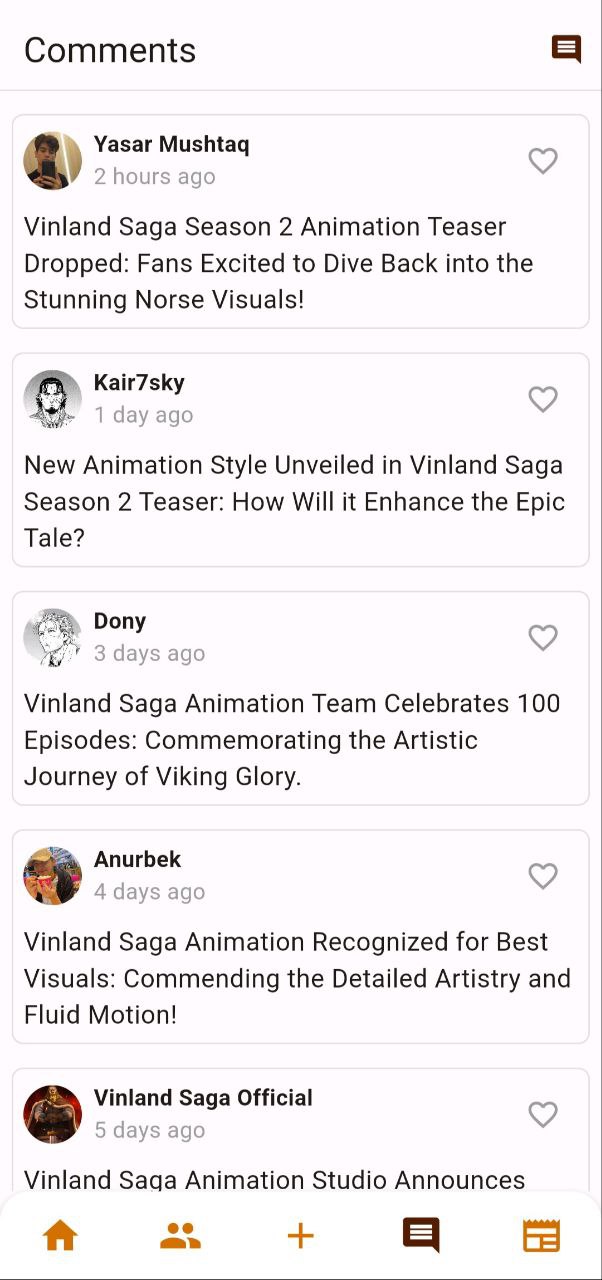 Comments
Yasar Mushtaq
2 hours ago
Vinland Saga Season 2 Animation Teaser
Dropped: Fans Excited to Dive Back into the
Stunning Norse Visuals!
Kair7sky
1 day ago
New Animation Style Unveiled in Vinland Saga
Season 2 Teaser: How Will it Enhance the Epic
Tale?
Dony
3 days ago
Vinland Saga Animation Team Celebrates 100
Episodes: Commemorating the Artistic
Journey of Viking Glory.
Anurbek
4 days ago
Vinland Saga Animation Recognized for Best
Visuals: Commending the Detailed Artistry and
Fluid Motion!
Vinland Saga Official
5 days ago
Vinland Saga Animation Studio Announces